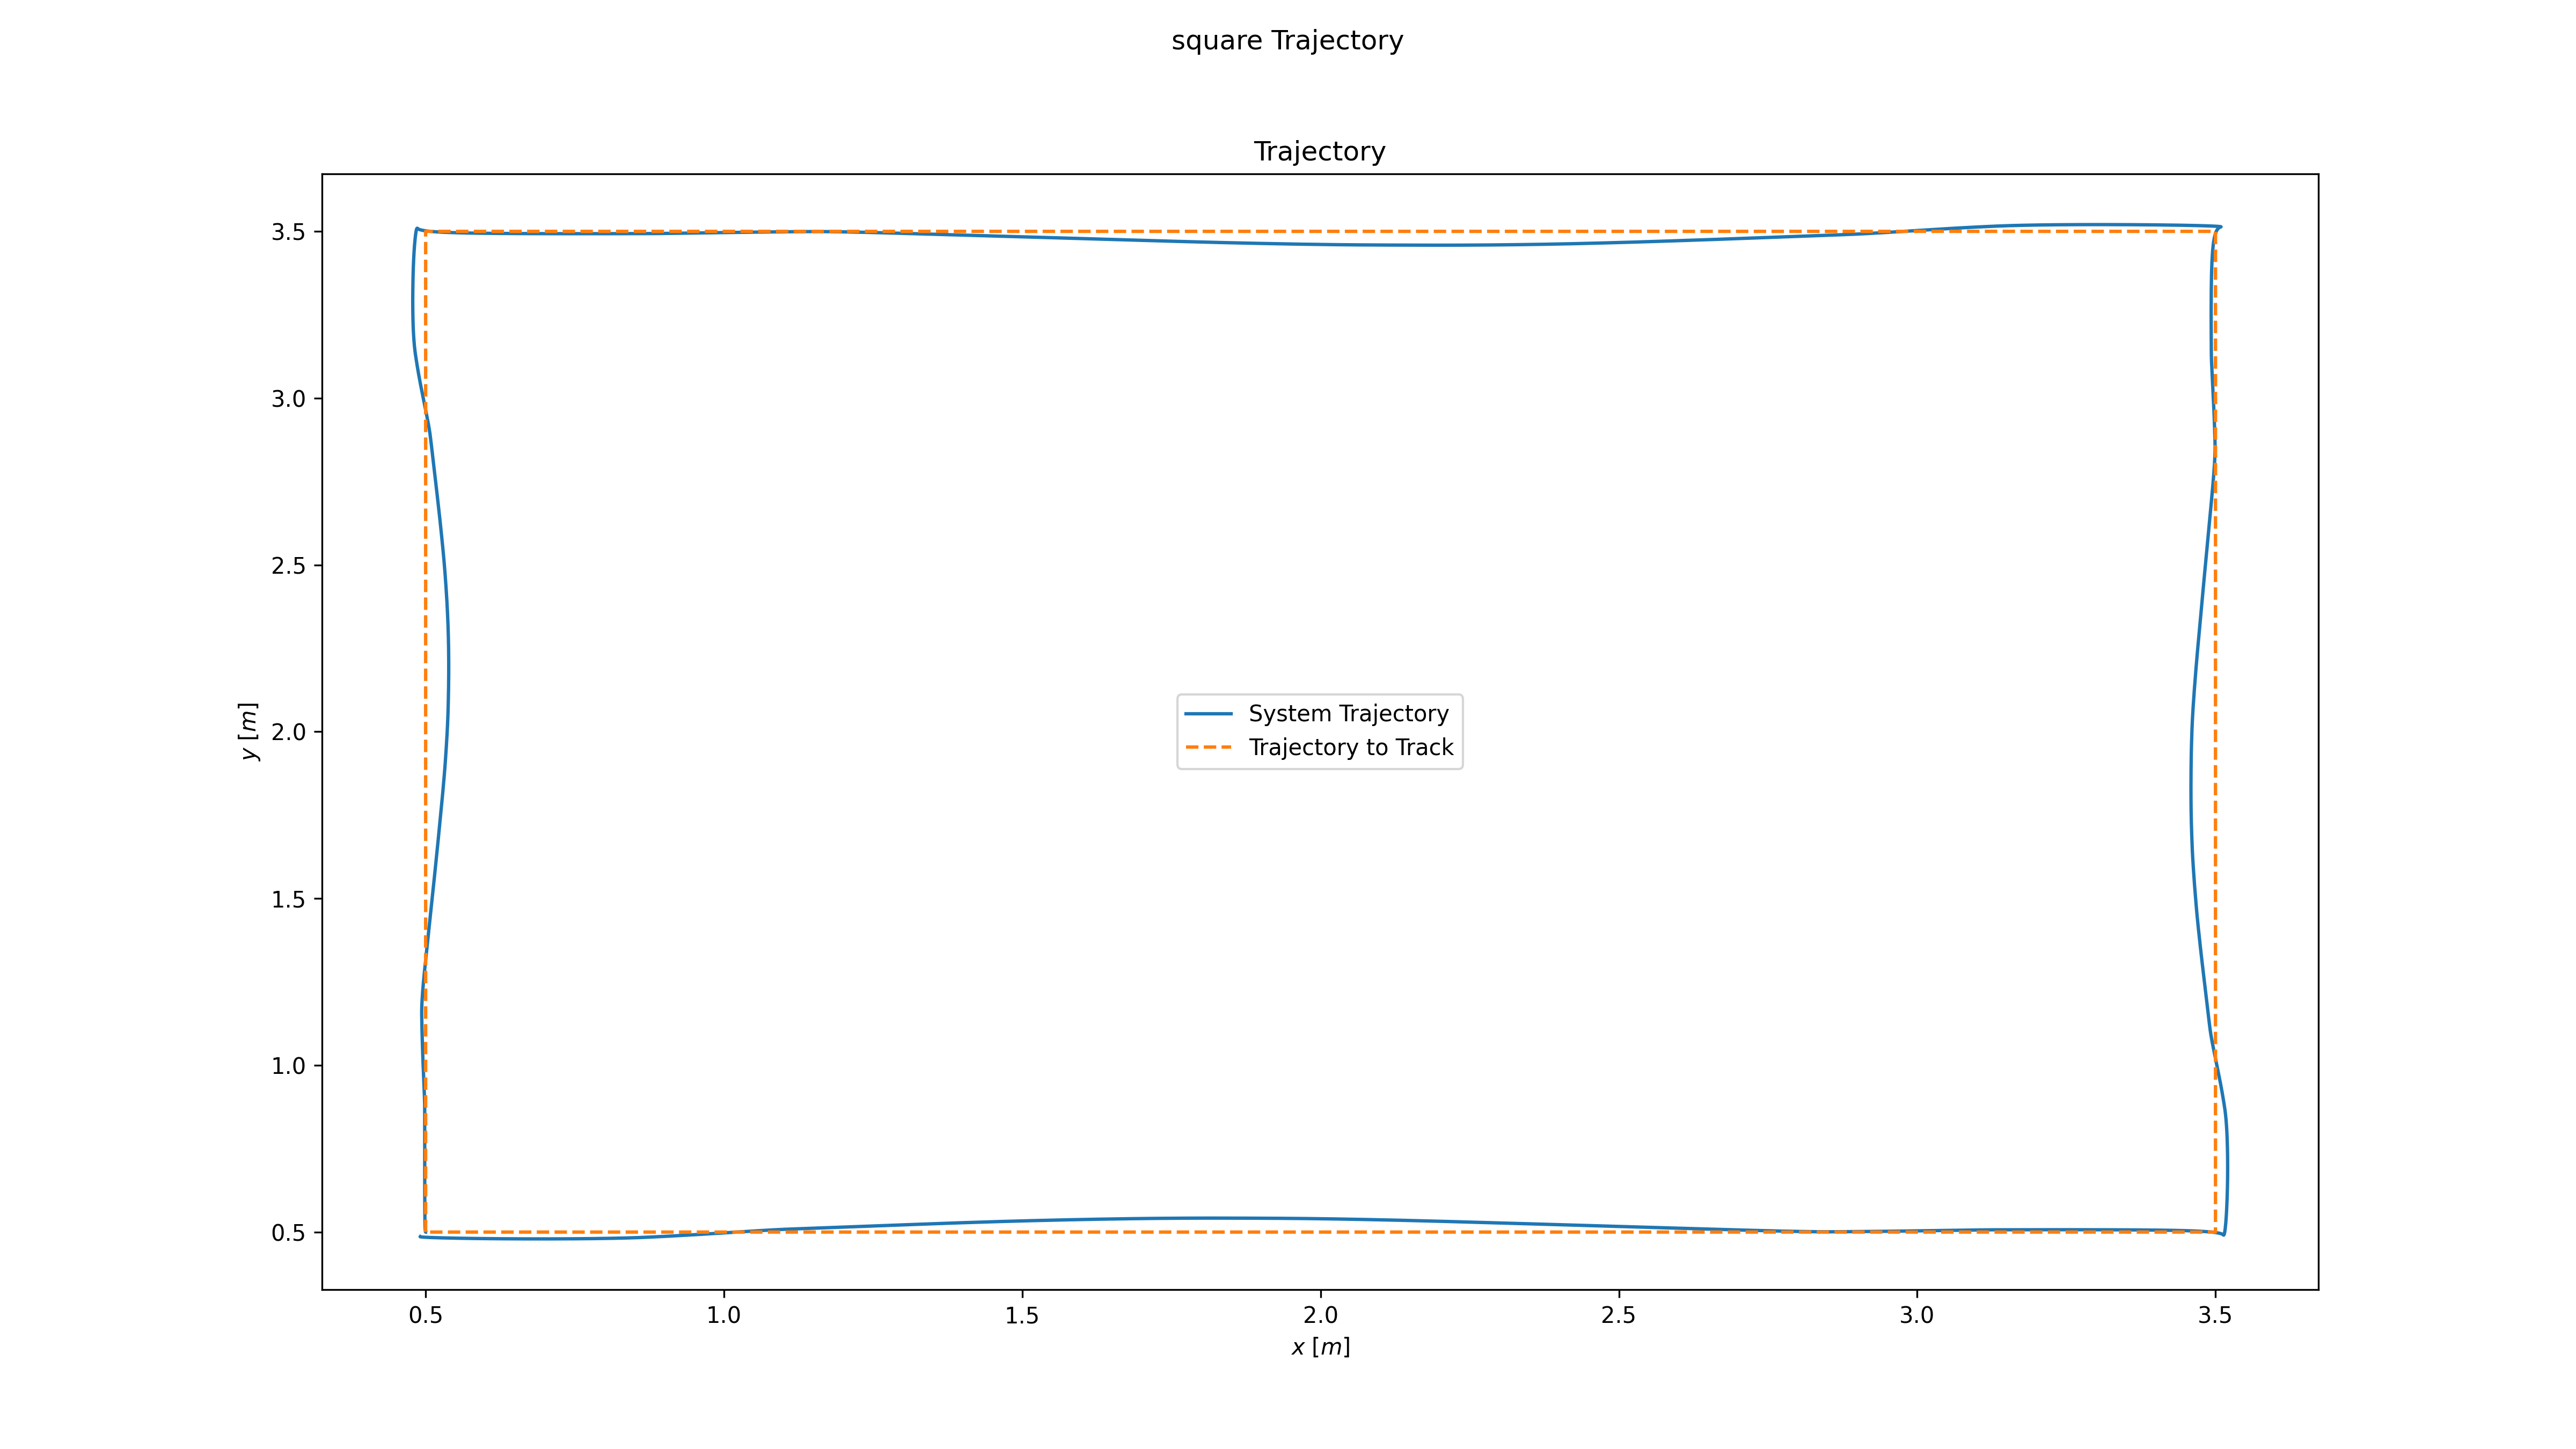 square Trajectory
Trajectory
3.5
3.0
2.5
2.0
1.5
1.0
0.5
y [m]
System Trajectory
Trajectory to Track
0.5
1.0
1.5
2.0
2.5
3.0
3.5
x [m]